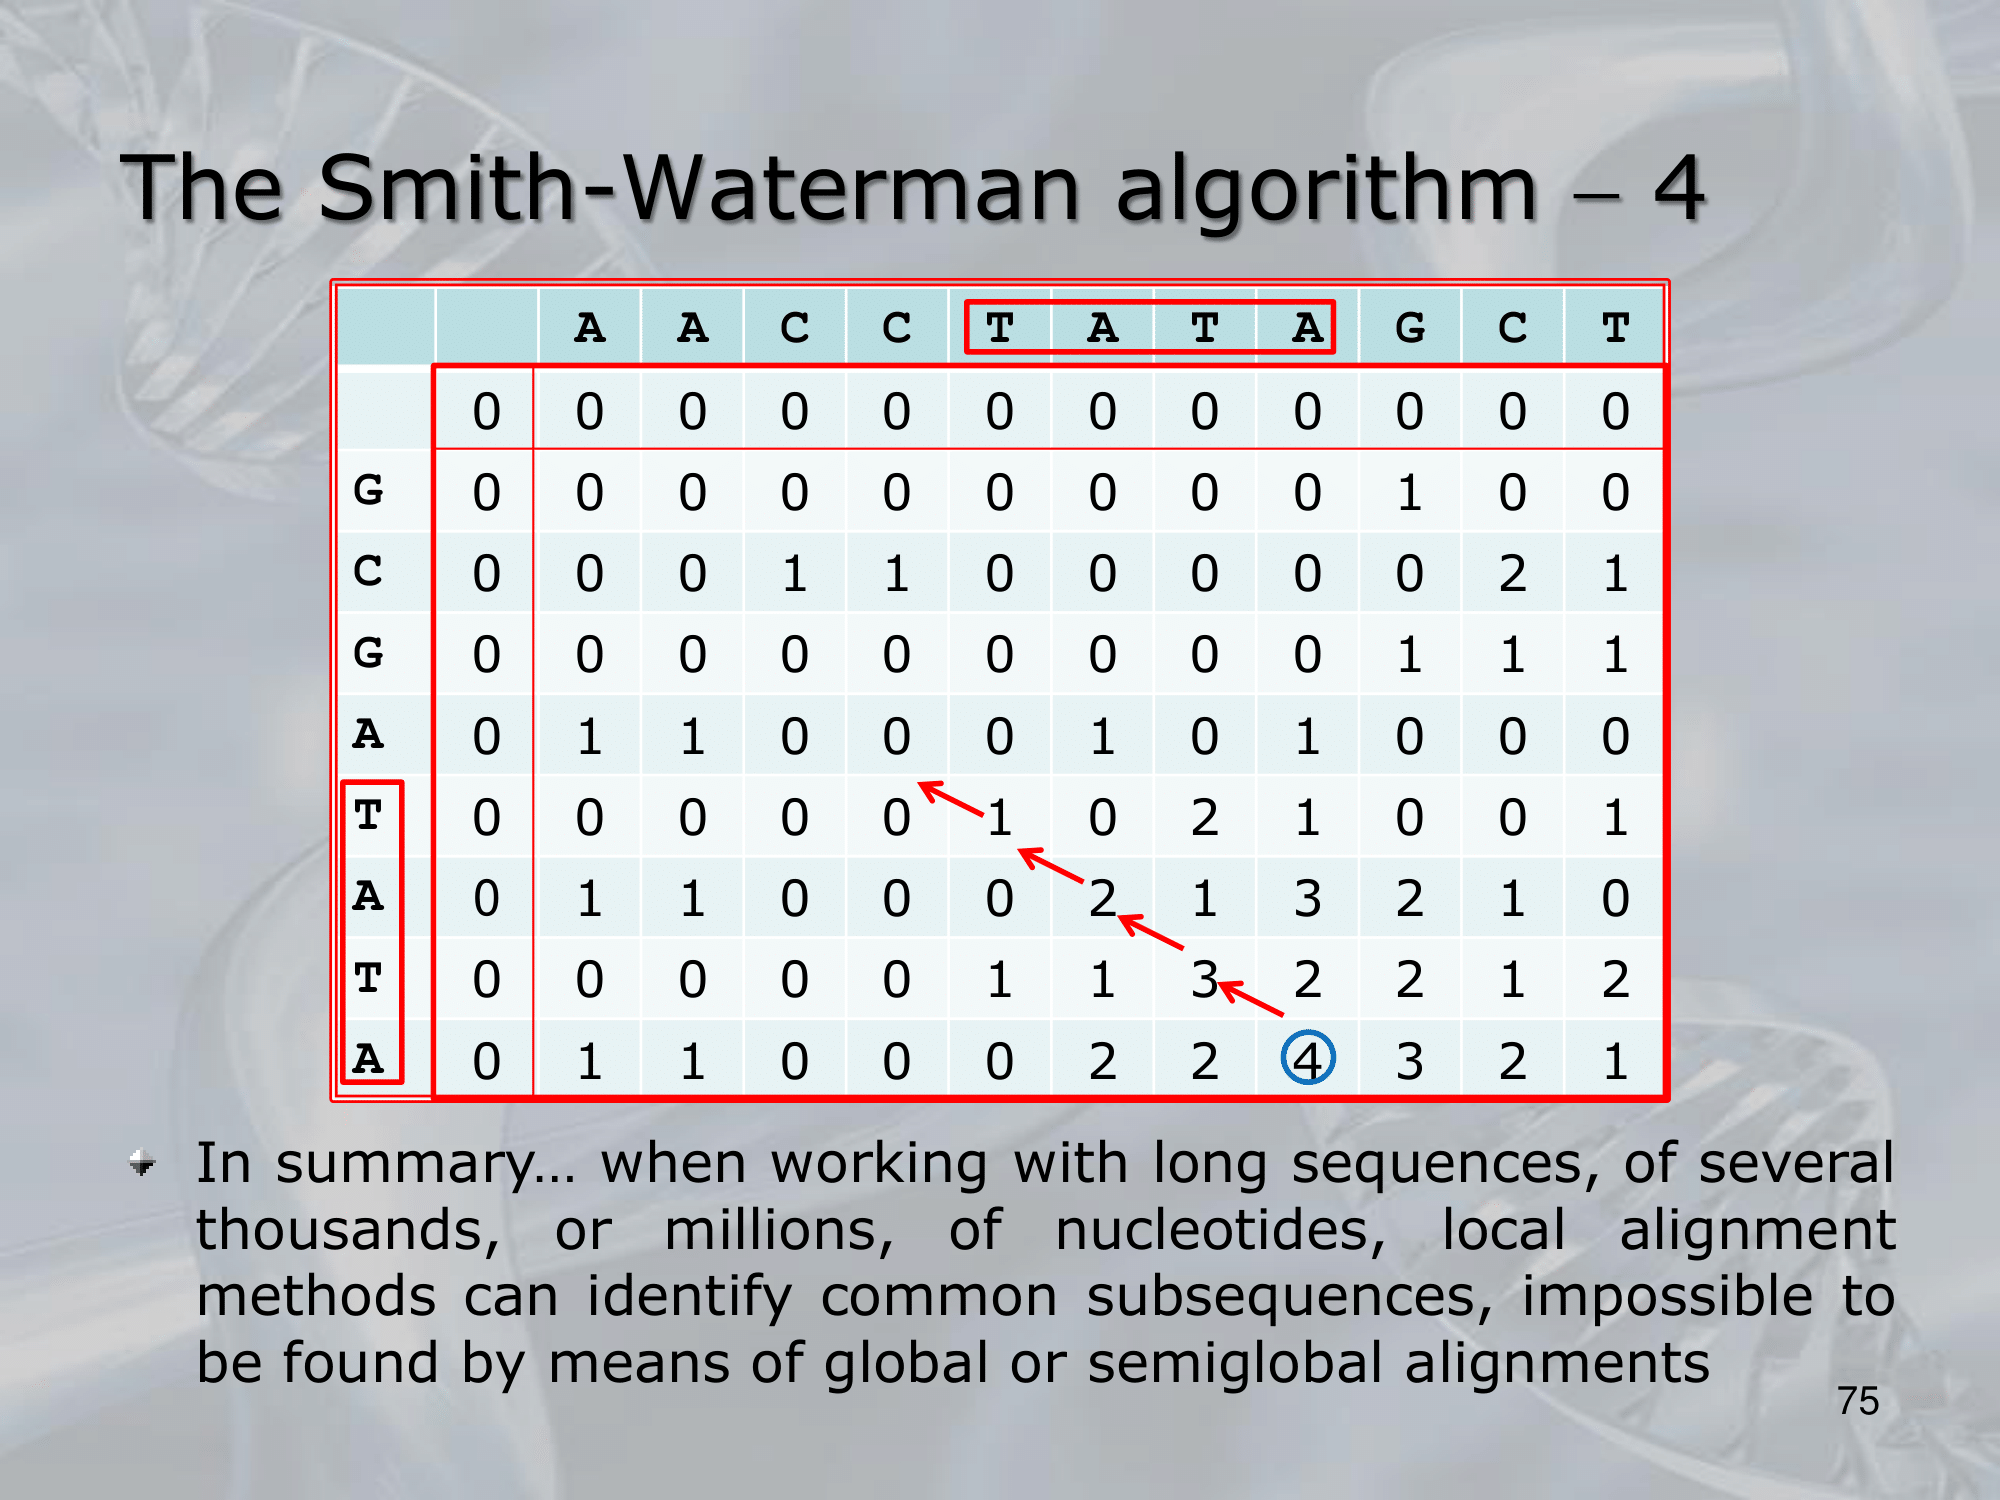 The Smith-Waterman algorithm – 4
A A C C T A T A G C T
0 0 0 0 0 0 0 0 0 0 0 0
G 0 0 0 0 0 0 0 0 0 1 0 0
C 0 0 0 1 1 0 0 0 0 0 2 1
G 0 0 0 0 0 0 0 0 0 1 1 1
A 0 1 1 0 0 0 1 0 1 0 0 0
T 0 0 0 0 0 1 0 2 1 0 0 1
A 0 1 1 0 0 0 2 1 3 2 1 0
T 0 0 0 0 0 1 1 3 2 2 1 2
A 0 1 1 0 0 0 2 2 4 3 2 1
In summary… when working with long sequences, of several
thousands, or millions, of nucleotides, local alignment
methods can identify common subsequences, impossible to
be found by means of global or semiglobal alignments
75